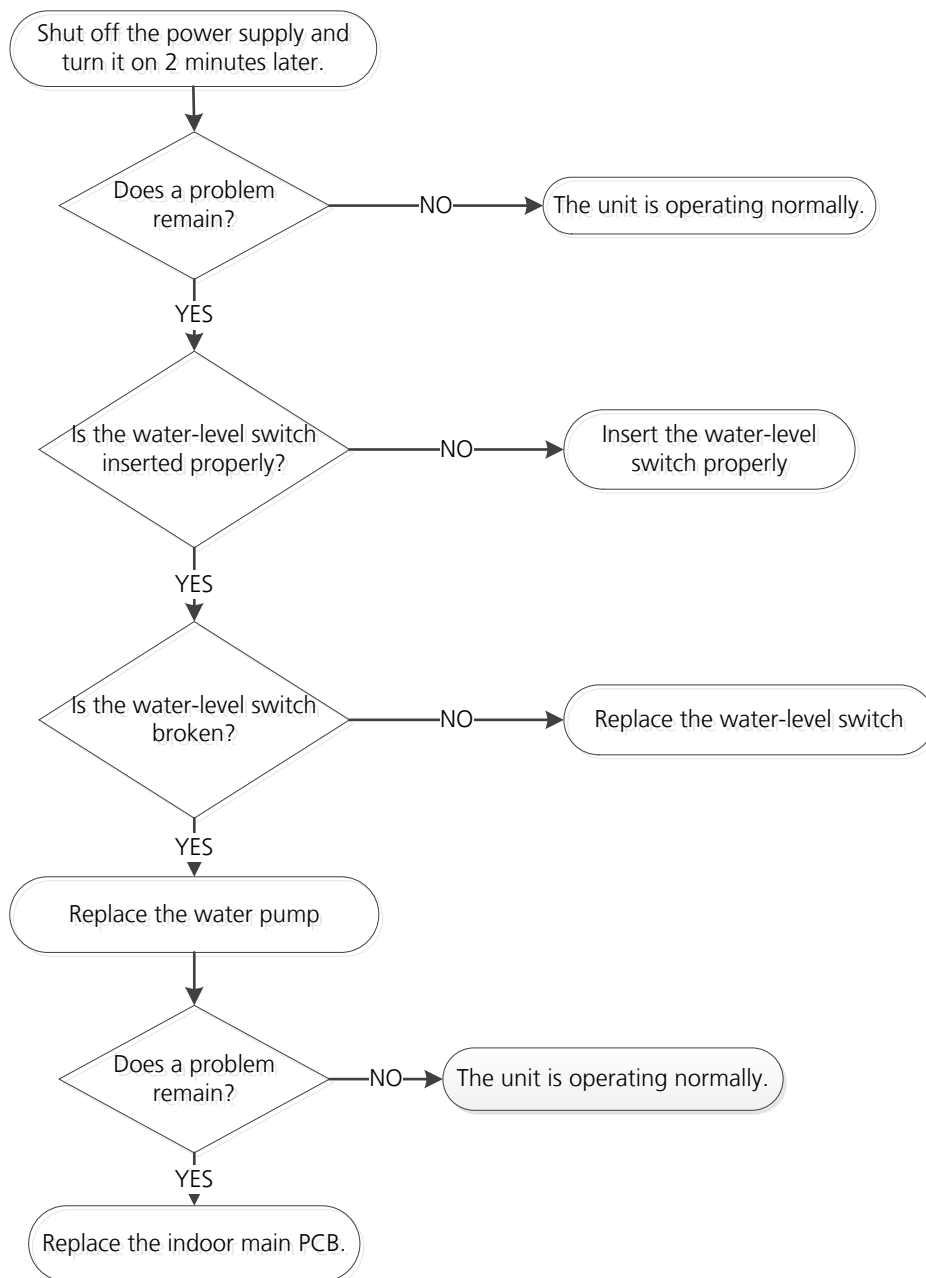 Shut off the power supply and
turn it on 2 minutes later.
Does a problem
remain?
NO
The unit is operating normally.
YES
Is the water-level switch
inserted properly?
NO
Insert the water-level
switch properly
YES
Is the water-level switch
broken?
NO
Replace the water-level switch
YES
Replace the water pump
Does a problem
remain?
NO
The unit is operating normally.
YES
Replace the indoor main PCB.